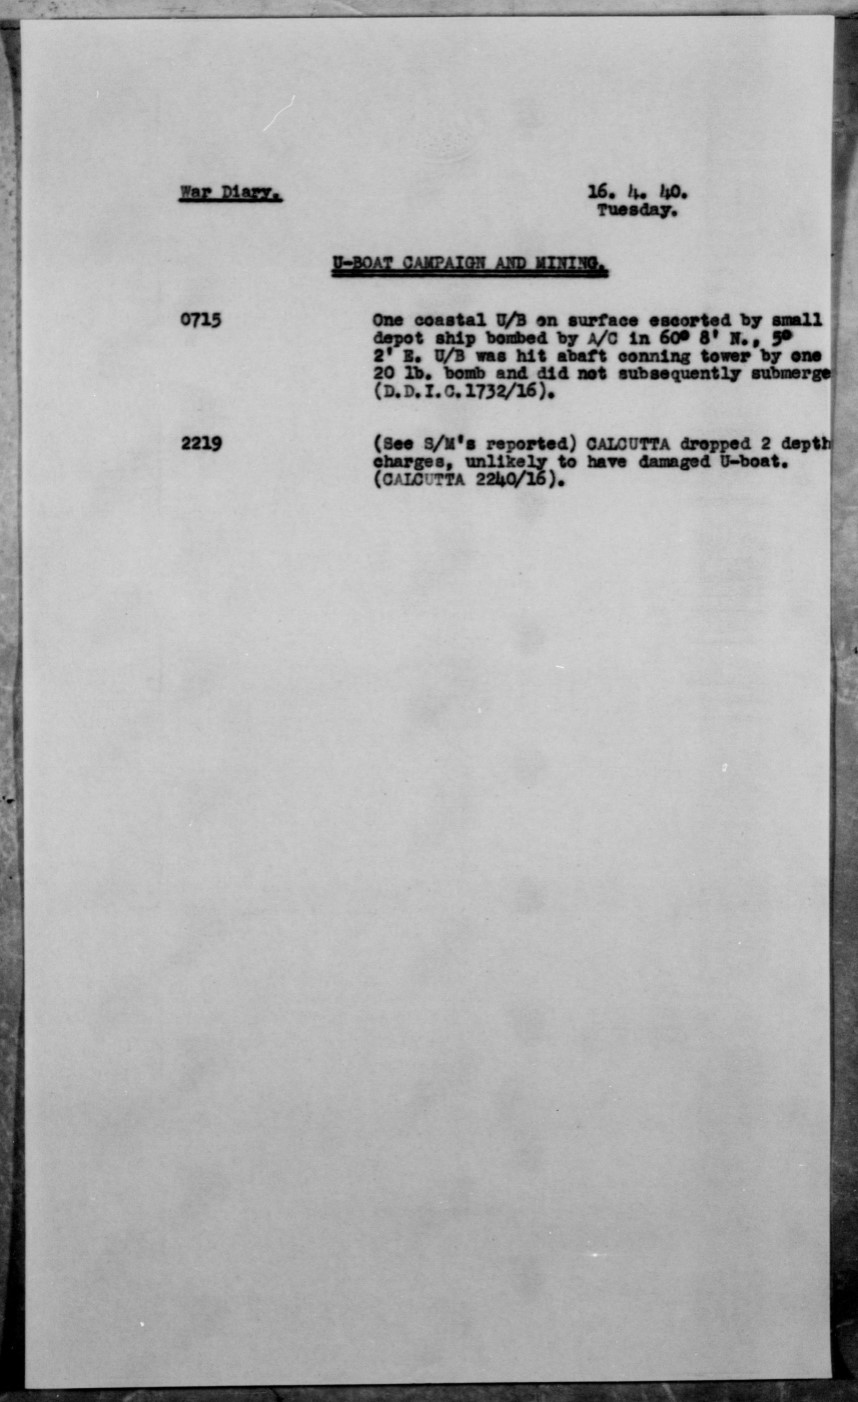 War Diary.
16. 4. 40.
Tuesday.
U-BOAT CAMPAIGN AND MINING.
0715
One coastal U/B on surface escorted by small
depot ship bombed by A/C in 60° 8' N., 5°
2' E. U/B was hit abaft conning tower by one
20 lb. bomb and did not subsequently submerge
(D.D.I.C.1732/16).
2219
(See S/M's reported) CALCUTTA dropped 2 depth
charges, unlikely to have damaged U-boat.
(CALCUTTA 2240/16).